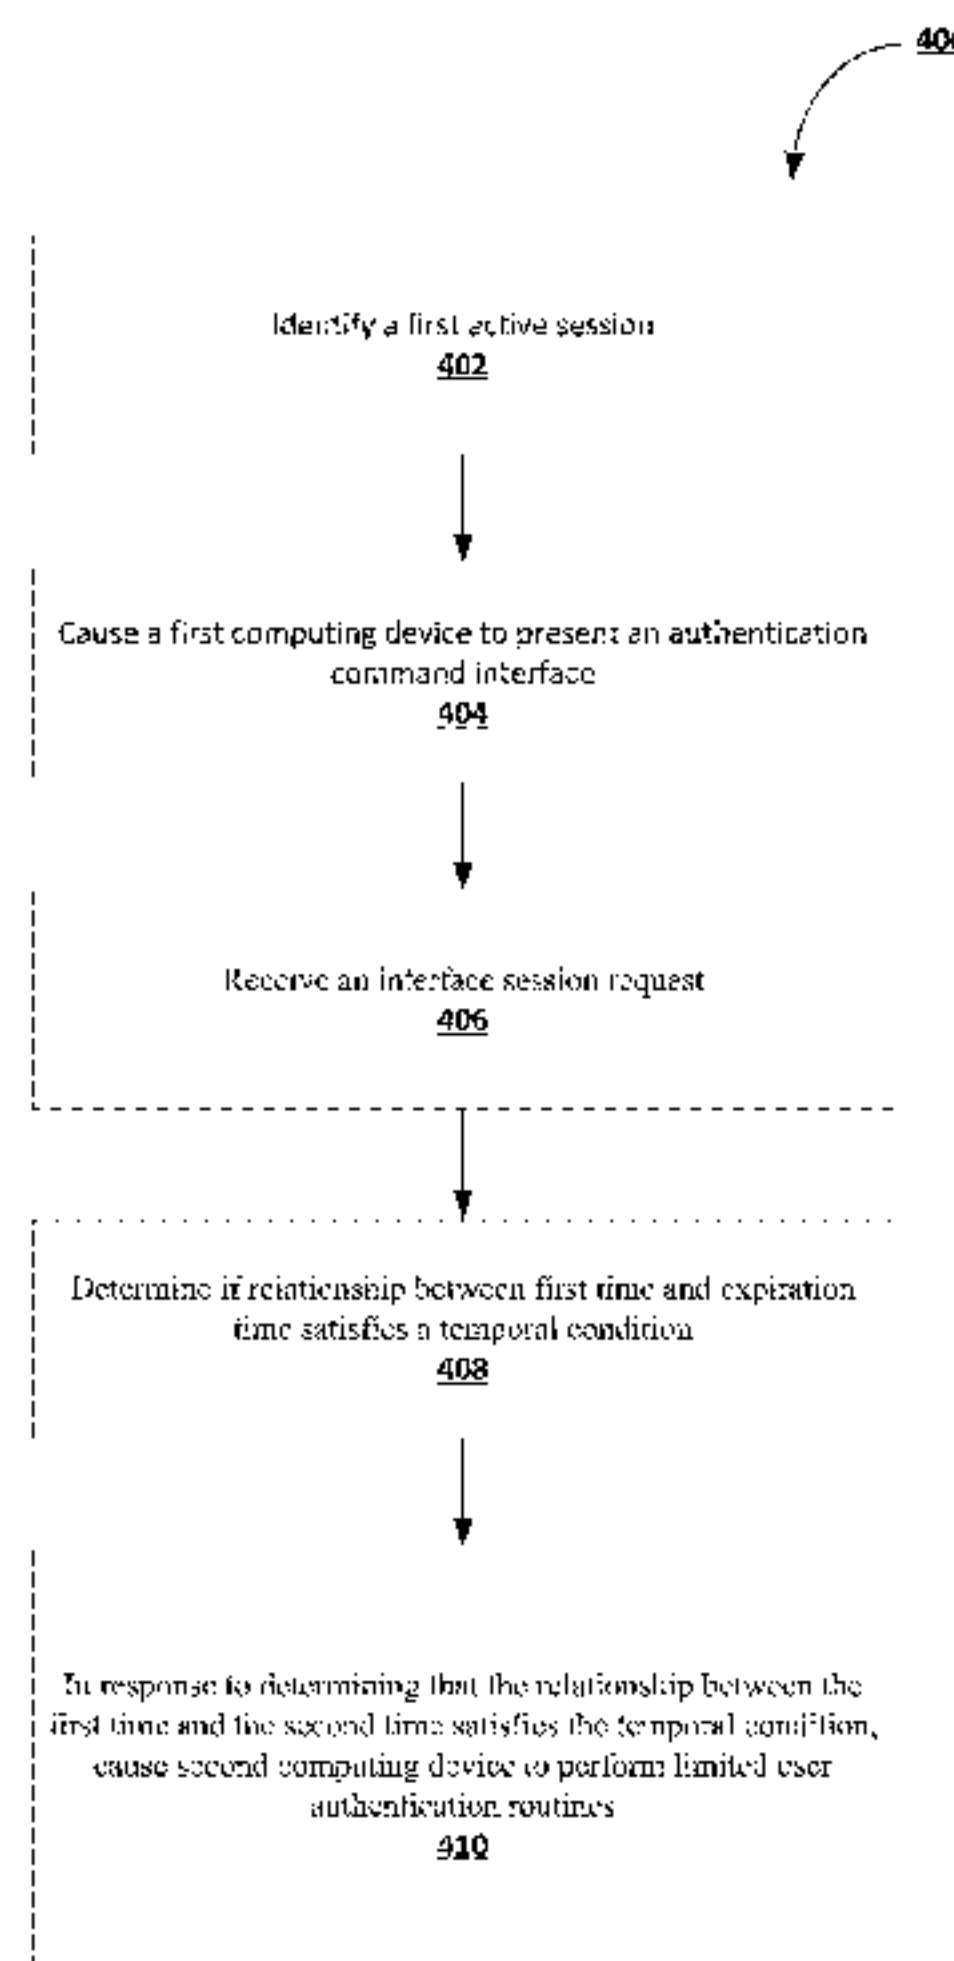 Identify a first active session
402
Cause a first computing device to present an authentication
command interface
404
Receive an interface session request
406
Determine if relationship between first time and expiration
time satisfies a temporal condition
408
In response to determining that the relationship between the
first time and the second time satisfies the temporal condition,
cause second computing device to perform limited user
authentication routines
410